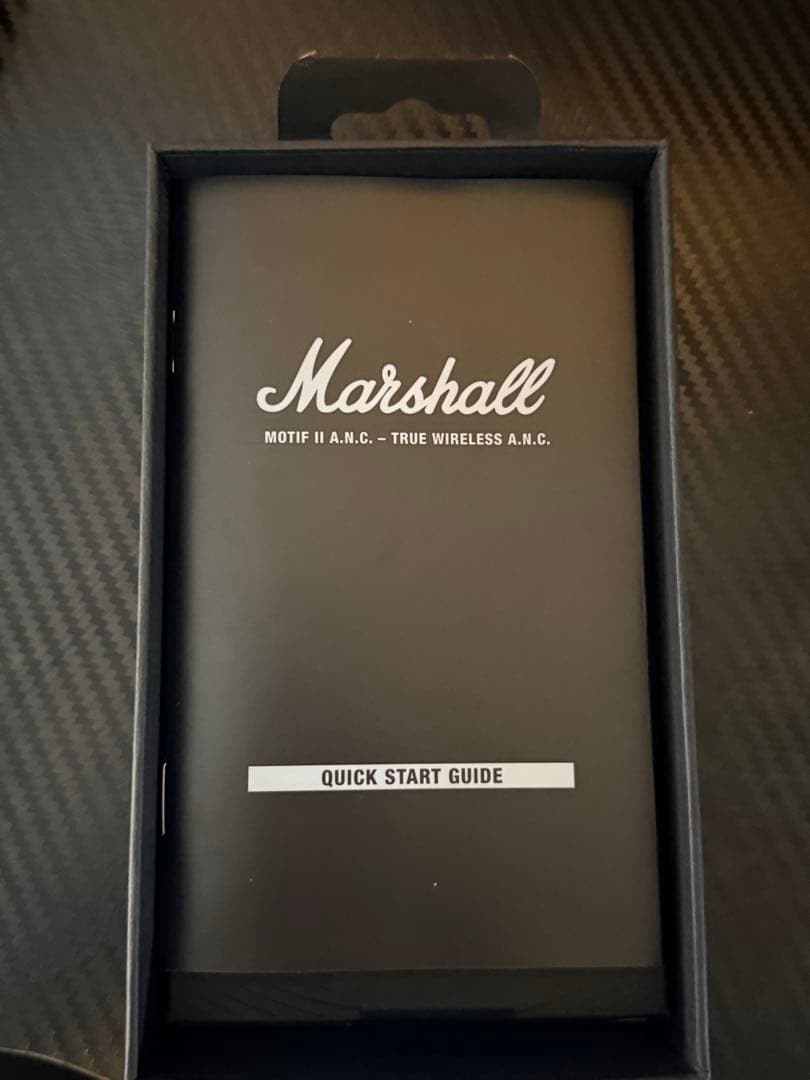 Marshall
MOTIF II A.N.C. – TRUE WIRELESS A.N.C.
QUICK START GUIDE